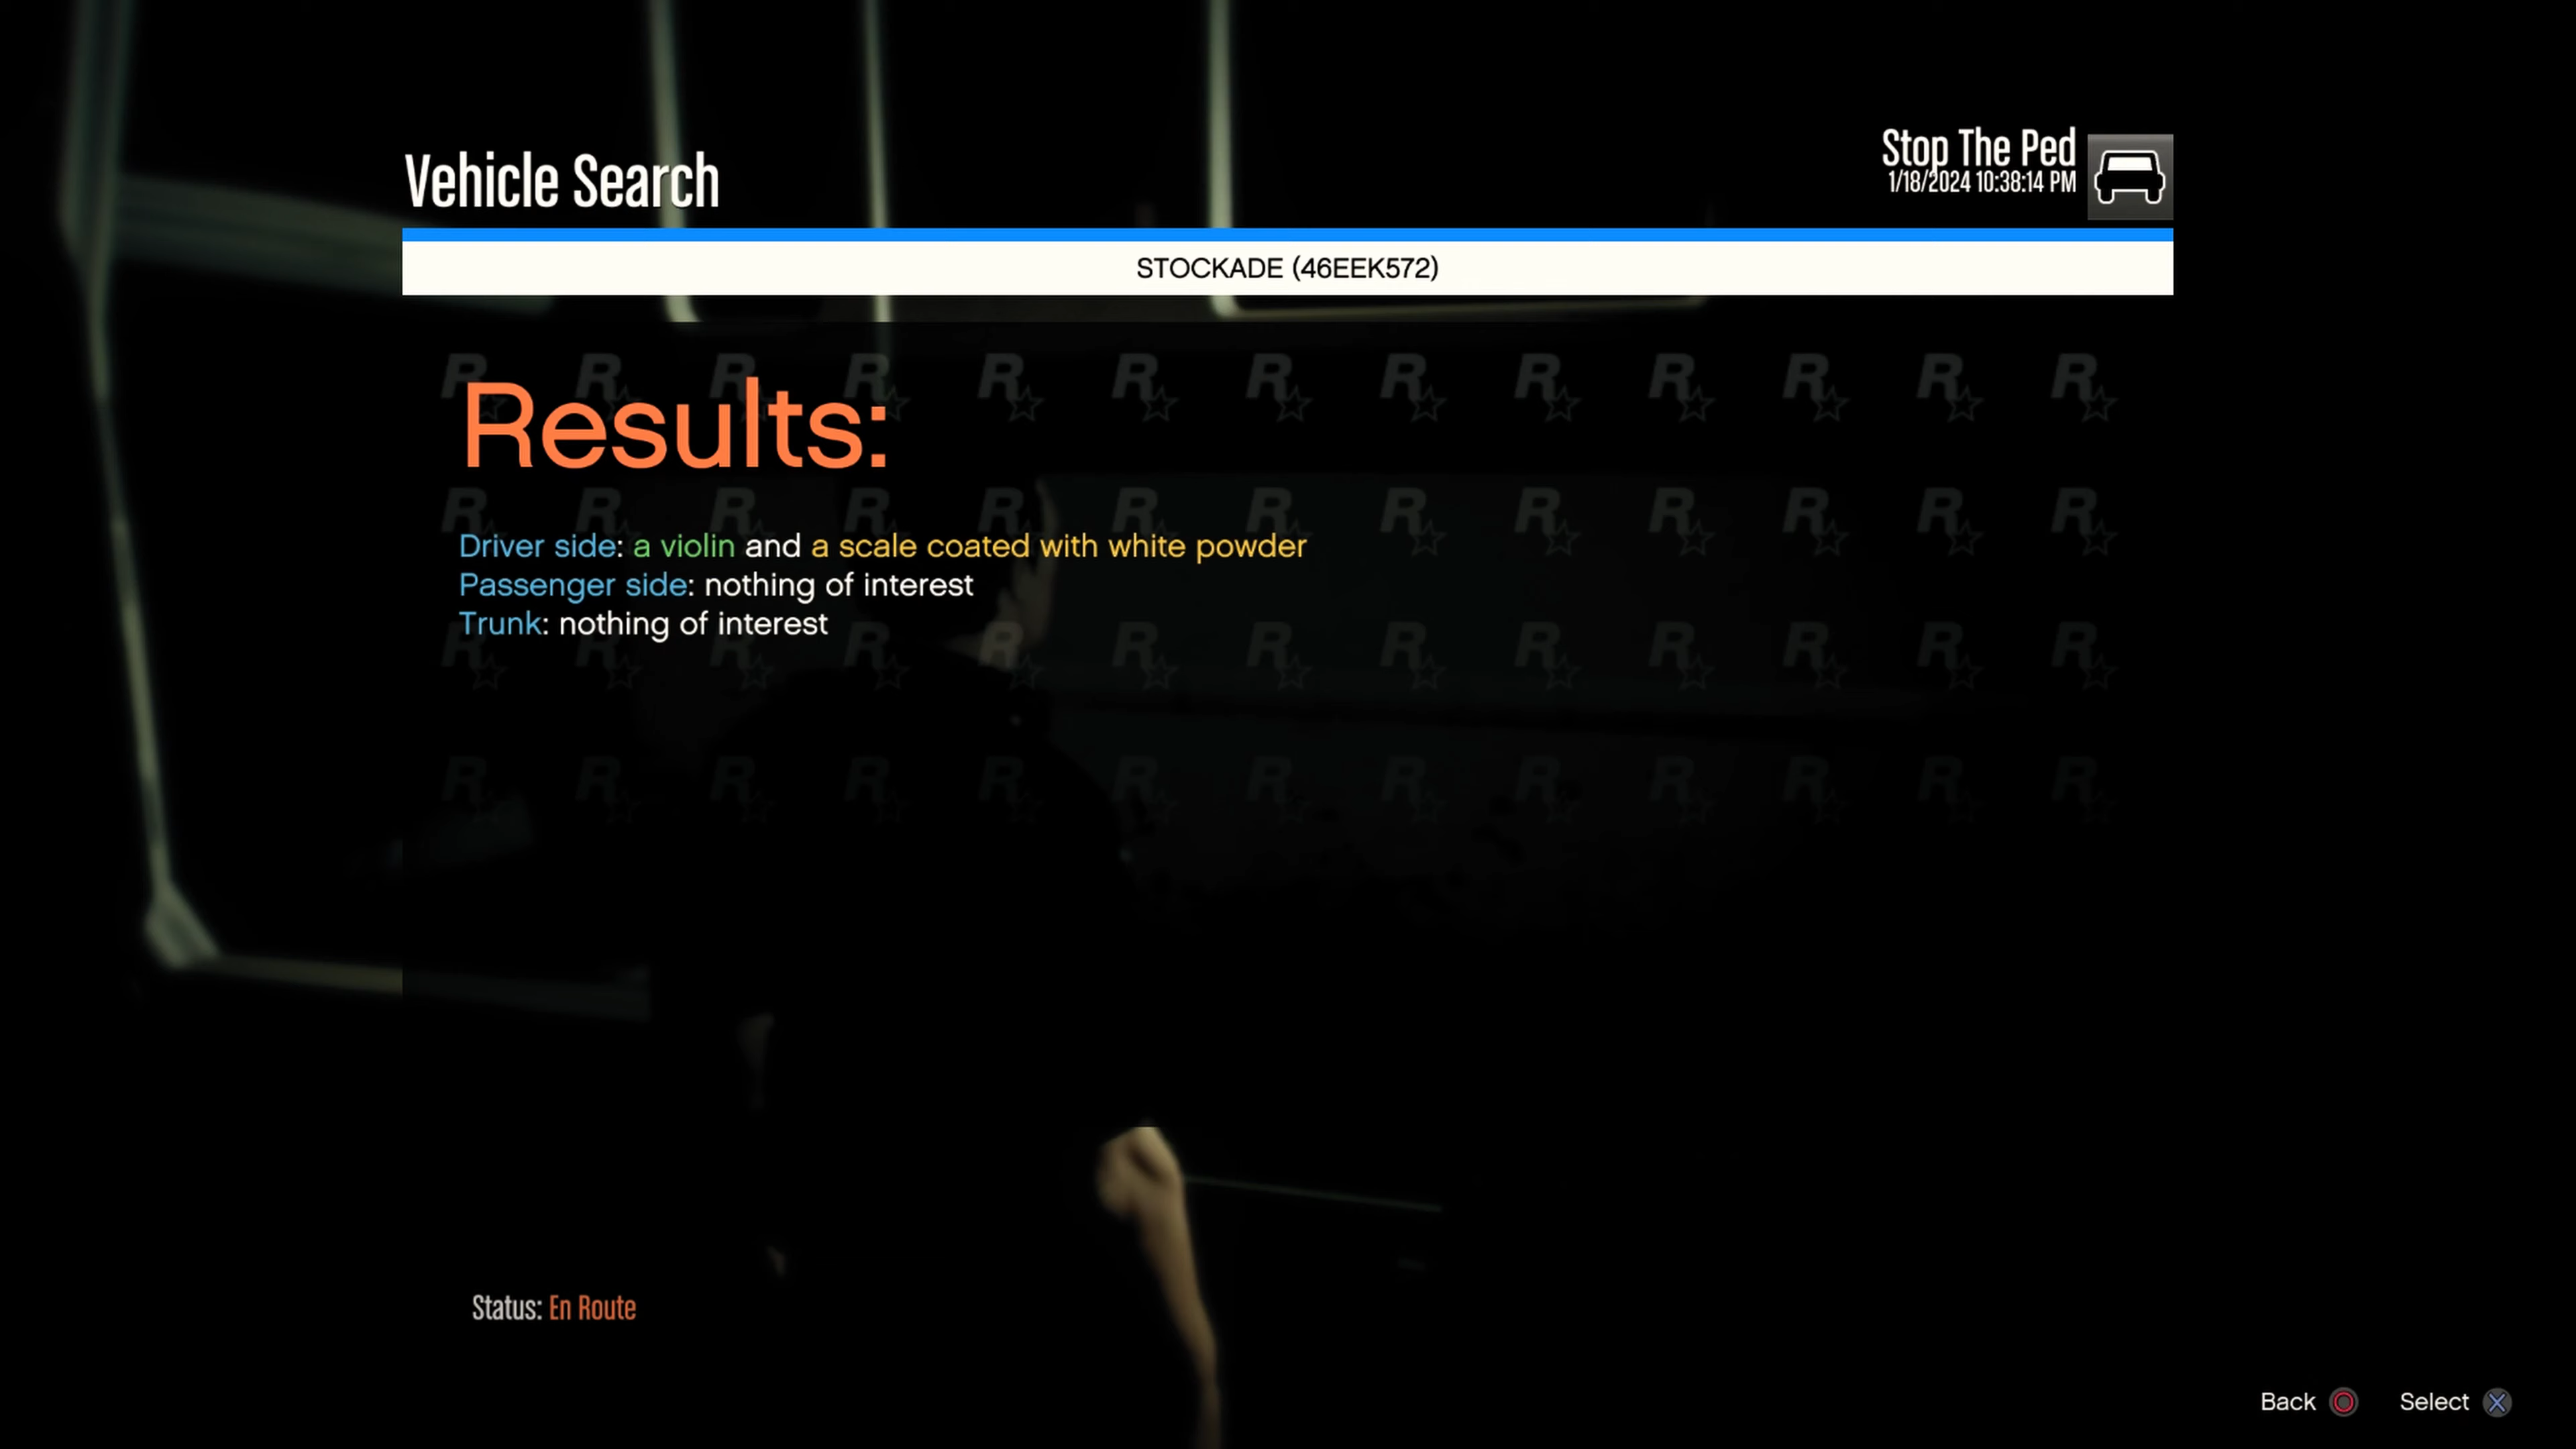 Vehicle Search
Stop The Ped
1/18/2024 10:38:14 PM
STOCKADE (46EEK572)
Results:
Driver side: a violin and a scale coated with white powder
Passenger side: nothing of interest
Trunk: nothing of interest
Status: En Route
Back Select